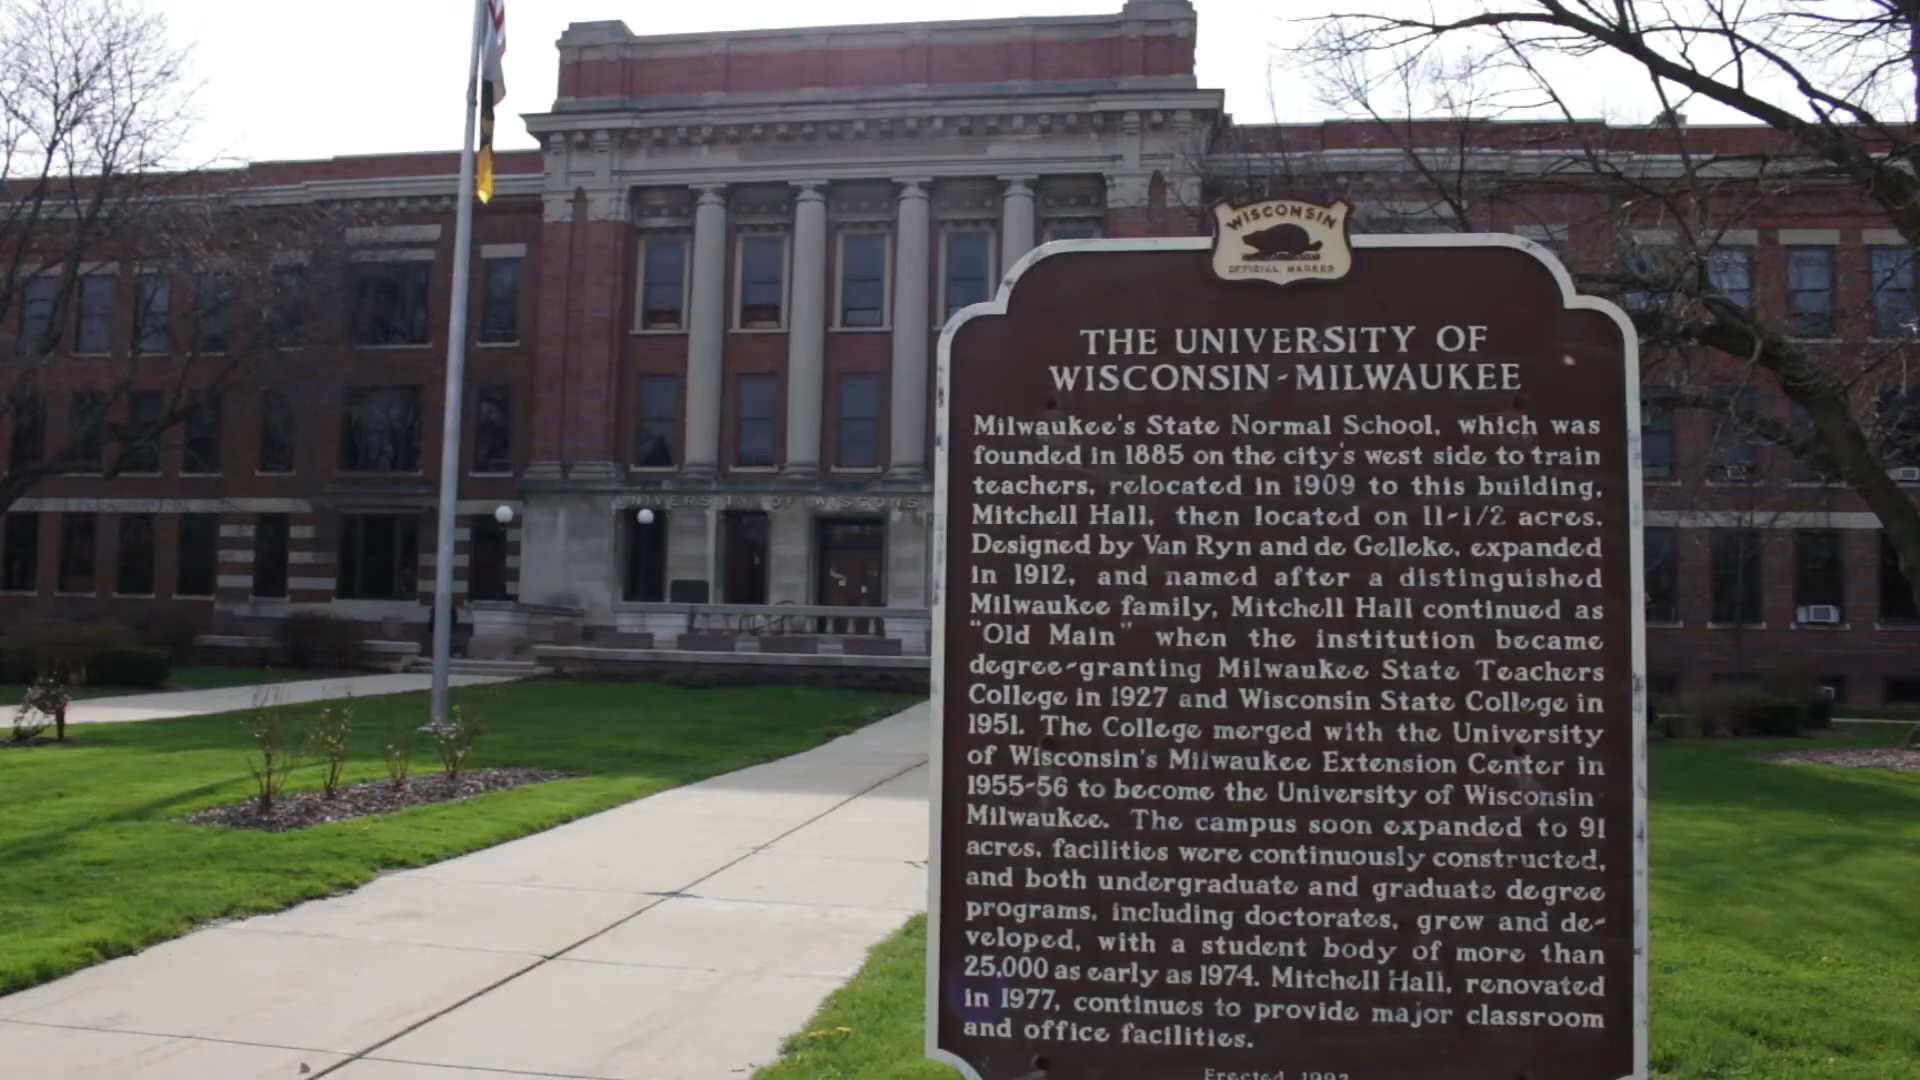 UNIVERSITY OF WISCONS
WISCONSIN
OFFICIAL MARKER
THE UNIVERSITY OF
WISCONSIN-MILWAUKEE
Milwaukee's State Normal School, which was
founded in 1885 on the city's west side to train
teachers, relocated in 1909 to this building,
Mitchell Hall, then located on 11-1/2 acres.
Designed by Van Ryn and de Gelleke, expanded
in 1912, and named after a distinguished
Milwaukee family, Mitchell Hall continued as
"Old Main" when the institution became
degree-granting Milwaukee State Teachers
College in 1927 and Wisconsin State College in
1951. The College merged with the University
of Wisconsin's Milwaukee Extension Center in
1955-56 to become the University of Wisconsin
Milwaukee. The campus soon expanded to 91
acres, facilities were continuously constructed,
and both undergraduate and graduate degree
programs, including doctorates, grew and de-
veloped, with a student body of more than
25,000 as early as 1974. Mitchell Hall, renovated
in 1977, continues to provide major classroom
and office facilities.
Erected